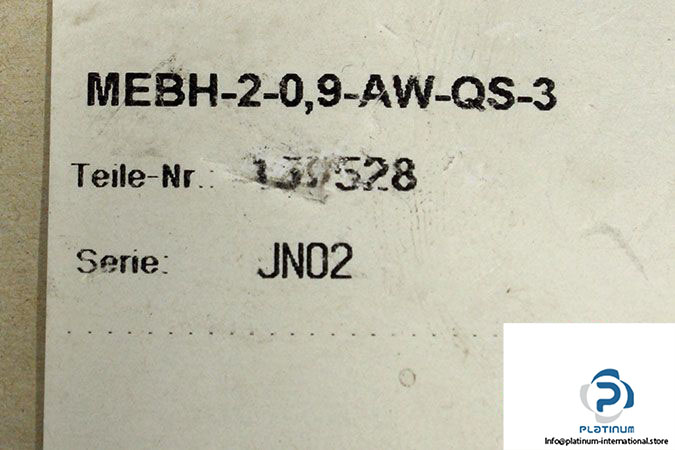 MEBH-2-0,9-AW-QS-3
Teile-Nr.:
Serie: JN02
PLATINUM
Info@platinum-international.store